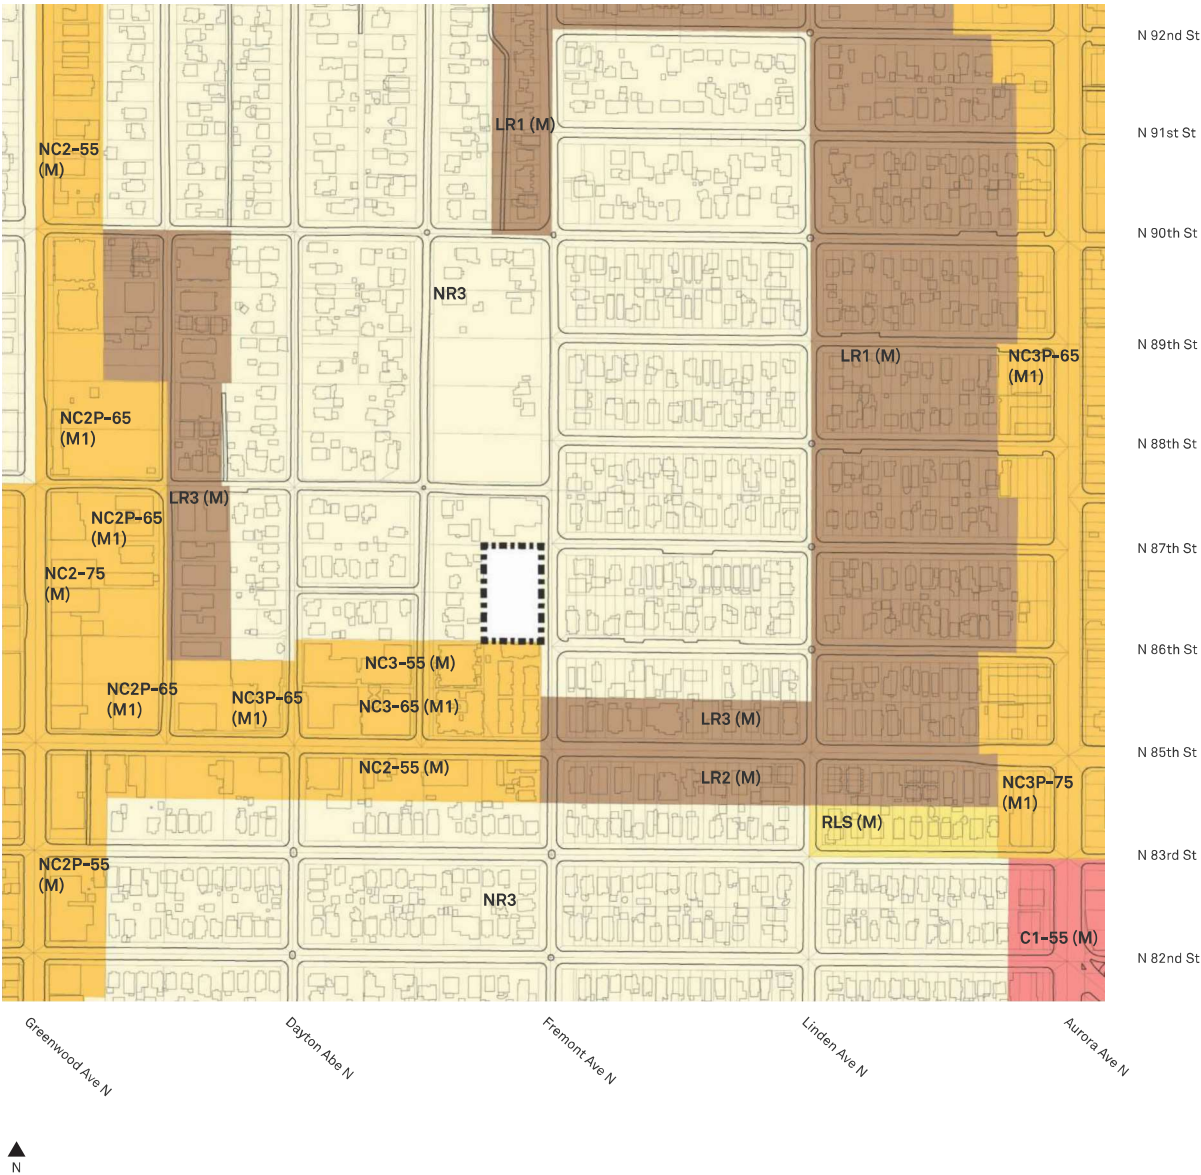 N 92nd St
LR1 (M)
N 91st St
NC2-55
(M)
N 90th St
NR3
N 89th St
LR1 (M)
NC3P-65
(M1)
NC2P-65
(M1)
N 88th St
LR3 (M)
NC2P-65
(M1)
N 87th St
NC2-75
(M)
N 86th St
NC3-55 (M)
NC2P-65
(M1)
NC3P-65
(M1)
NC3-65 (M1)
LR3 (M)
N 85th St
NC2-55 (M)
LR2 (M)
NC3P-75
(M1)
RLS (M)
N 83rd St
NC2P-55
(M)
NR3
C1-55 (M)
N 82nd St
Greenwood Ave N
Dayton Abe N
Fremont Ave N
Linden Ave N
Aurora Ave N
N